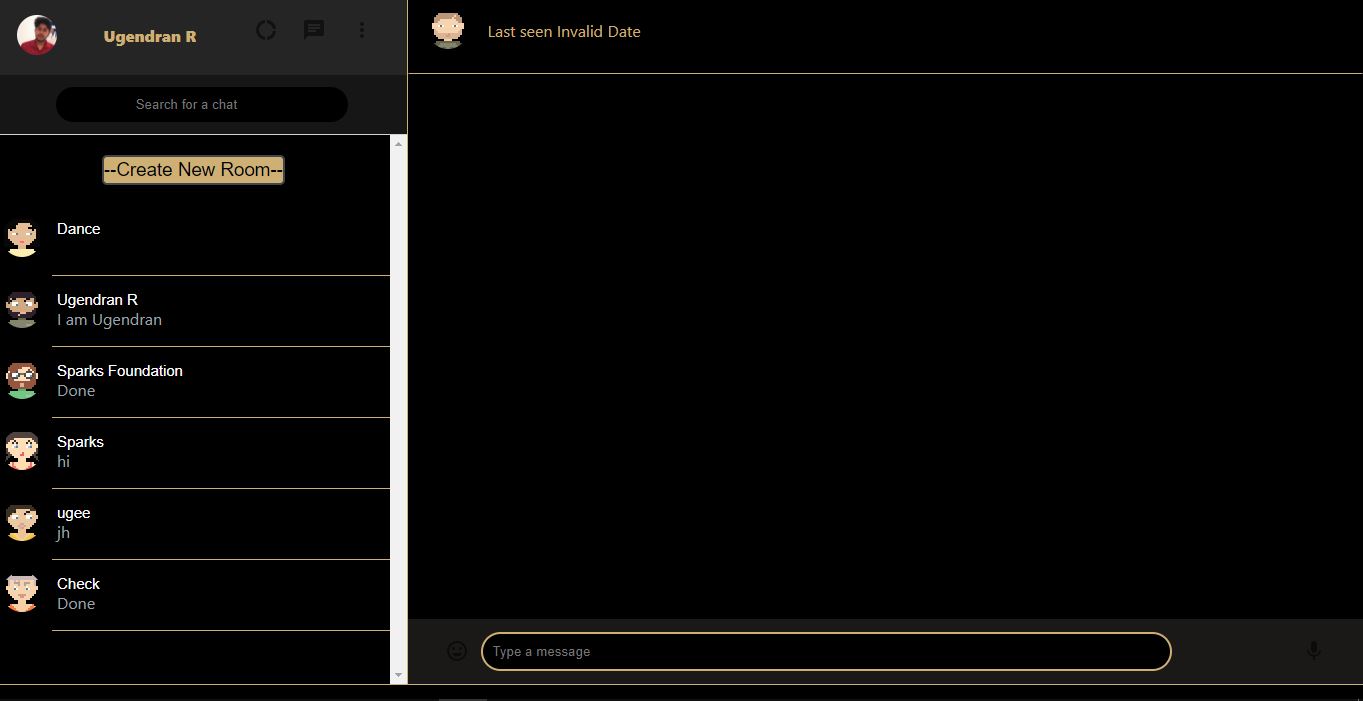 Ugendran R
Search for a chat
--Create New Room--
Dance
Ugendran R
I am Ugendran
Sparks Foundation
Done
Sparks
hi
ugee
jh
Check
Done
Last seen Invalid Date
Type a message